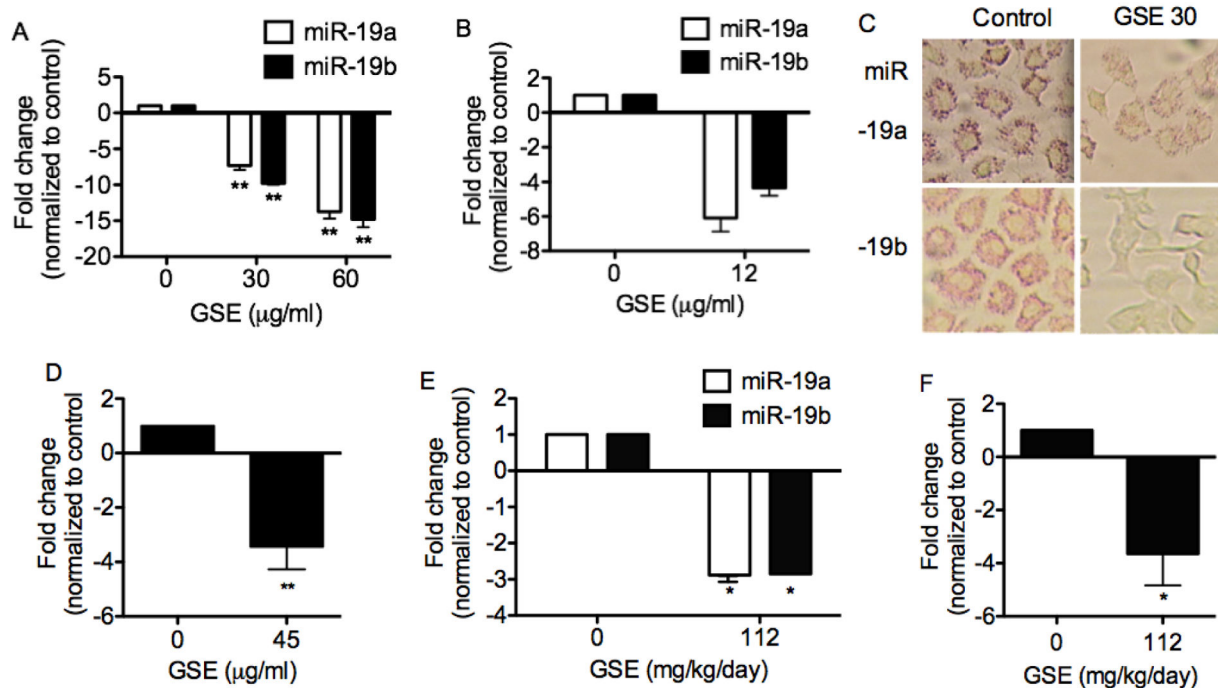 A
miR-19a
miR-19b
Fold change
(normalized to control)
5
0
-5
-10
-15
-20
**
**
**
**
0
30
60
GSE (μg/ml)
B
miR-19a
miR-19b
Fold change
(normalized to control)
2
0
-2
-4
-6
-8
0
12
GSE (μg/ml)
C
Control
GSE 30
miR
-19a
-19b
D
Fold change
(normalized to control)
2
0
-2
-4
-6
**
0
45
GSE (μg/ml)
E
miR-19a
miR-19b
Fold change
(normalized to control)
2
1
0
-1
-2
-3
-4
*
*
0
112
GSE (mg/kg/day)
F
Fold change
(normalized to control)
2
0
-2
-4
-6
*
0
112
GSE (mg/kg/day)